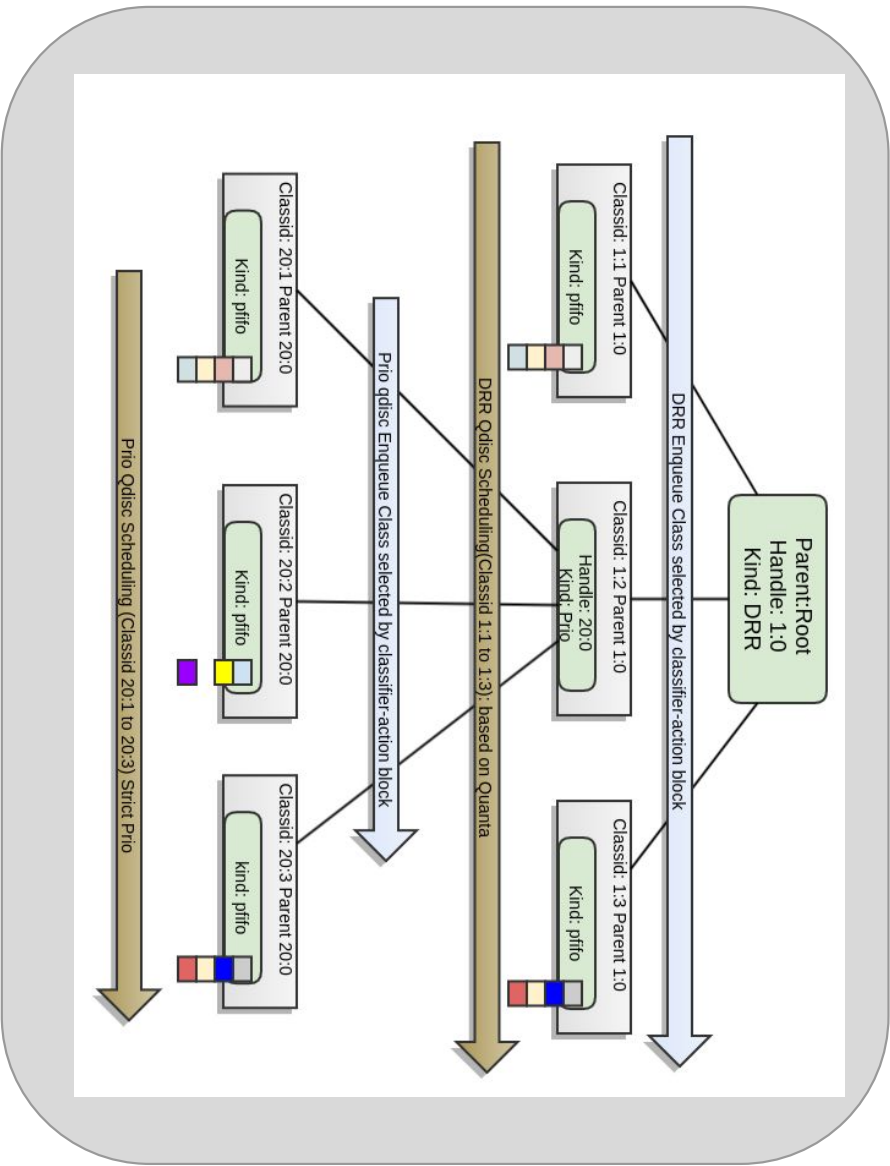 Parent:Root
Handle: 1:0
Kind: DRR
DRR Enqueue Class selected by classifier-action block
Classid: 1:1 Parent 1:0
Kind: pfifo
Classid: 1:2 Parent 1:0
Handle: 20:0
Kind: Prio
Classid: 1:3 Parent 1:0
Kind: pfifo
DRR Qdisc Scheduling(Classid 1:1 to 1:3): based on Quanta
Prio qdisc Enqueue Class selected by classifier-action block
Classid: 20:1 Parent 20:0
Kind: pfifo
Classid: 20:2 Parent 20:0
Kind: pfifo
Classid: 20:3 Parent 20:0
kind: pfifo
Prio Qdisc Scheduling (Classid 20:1 to 20:3) Strict Prio